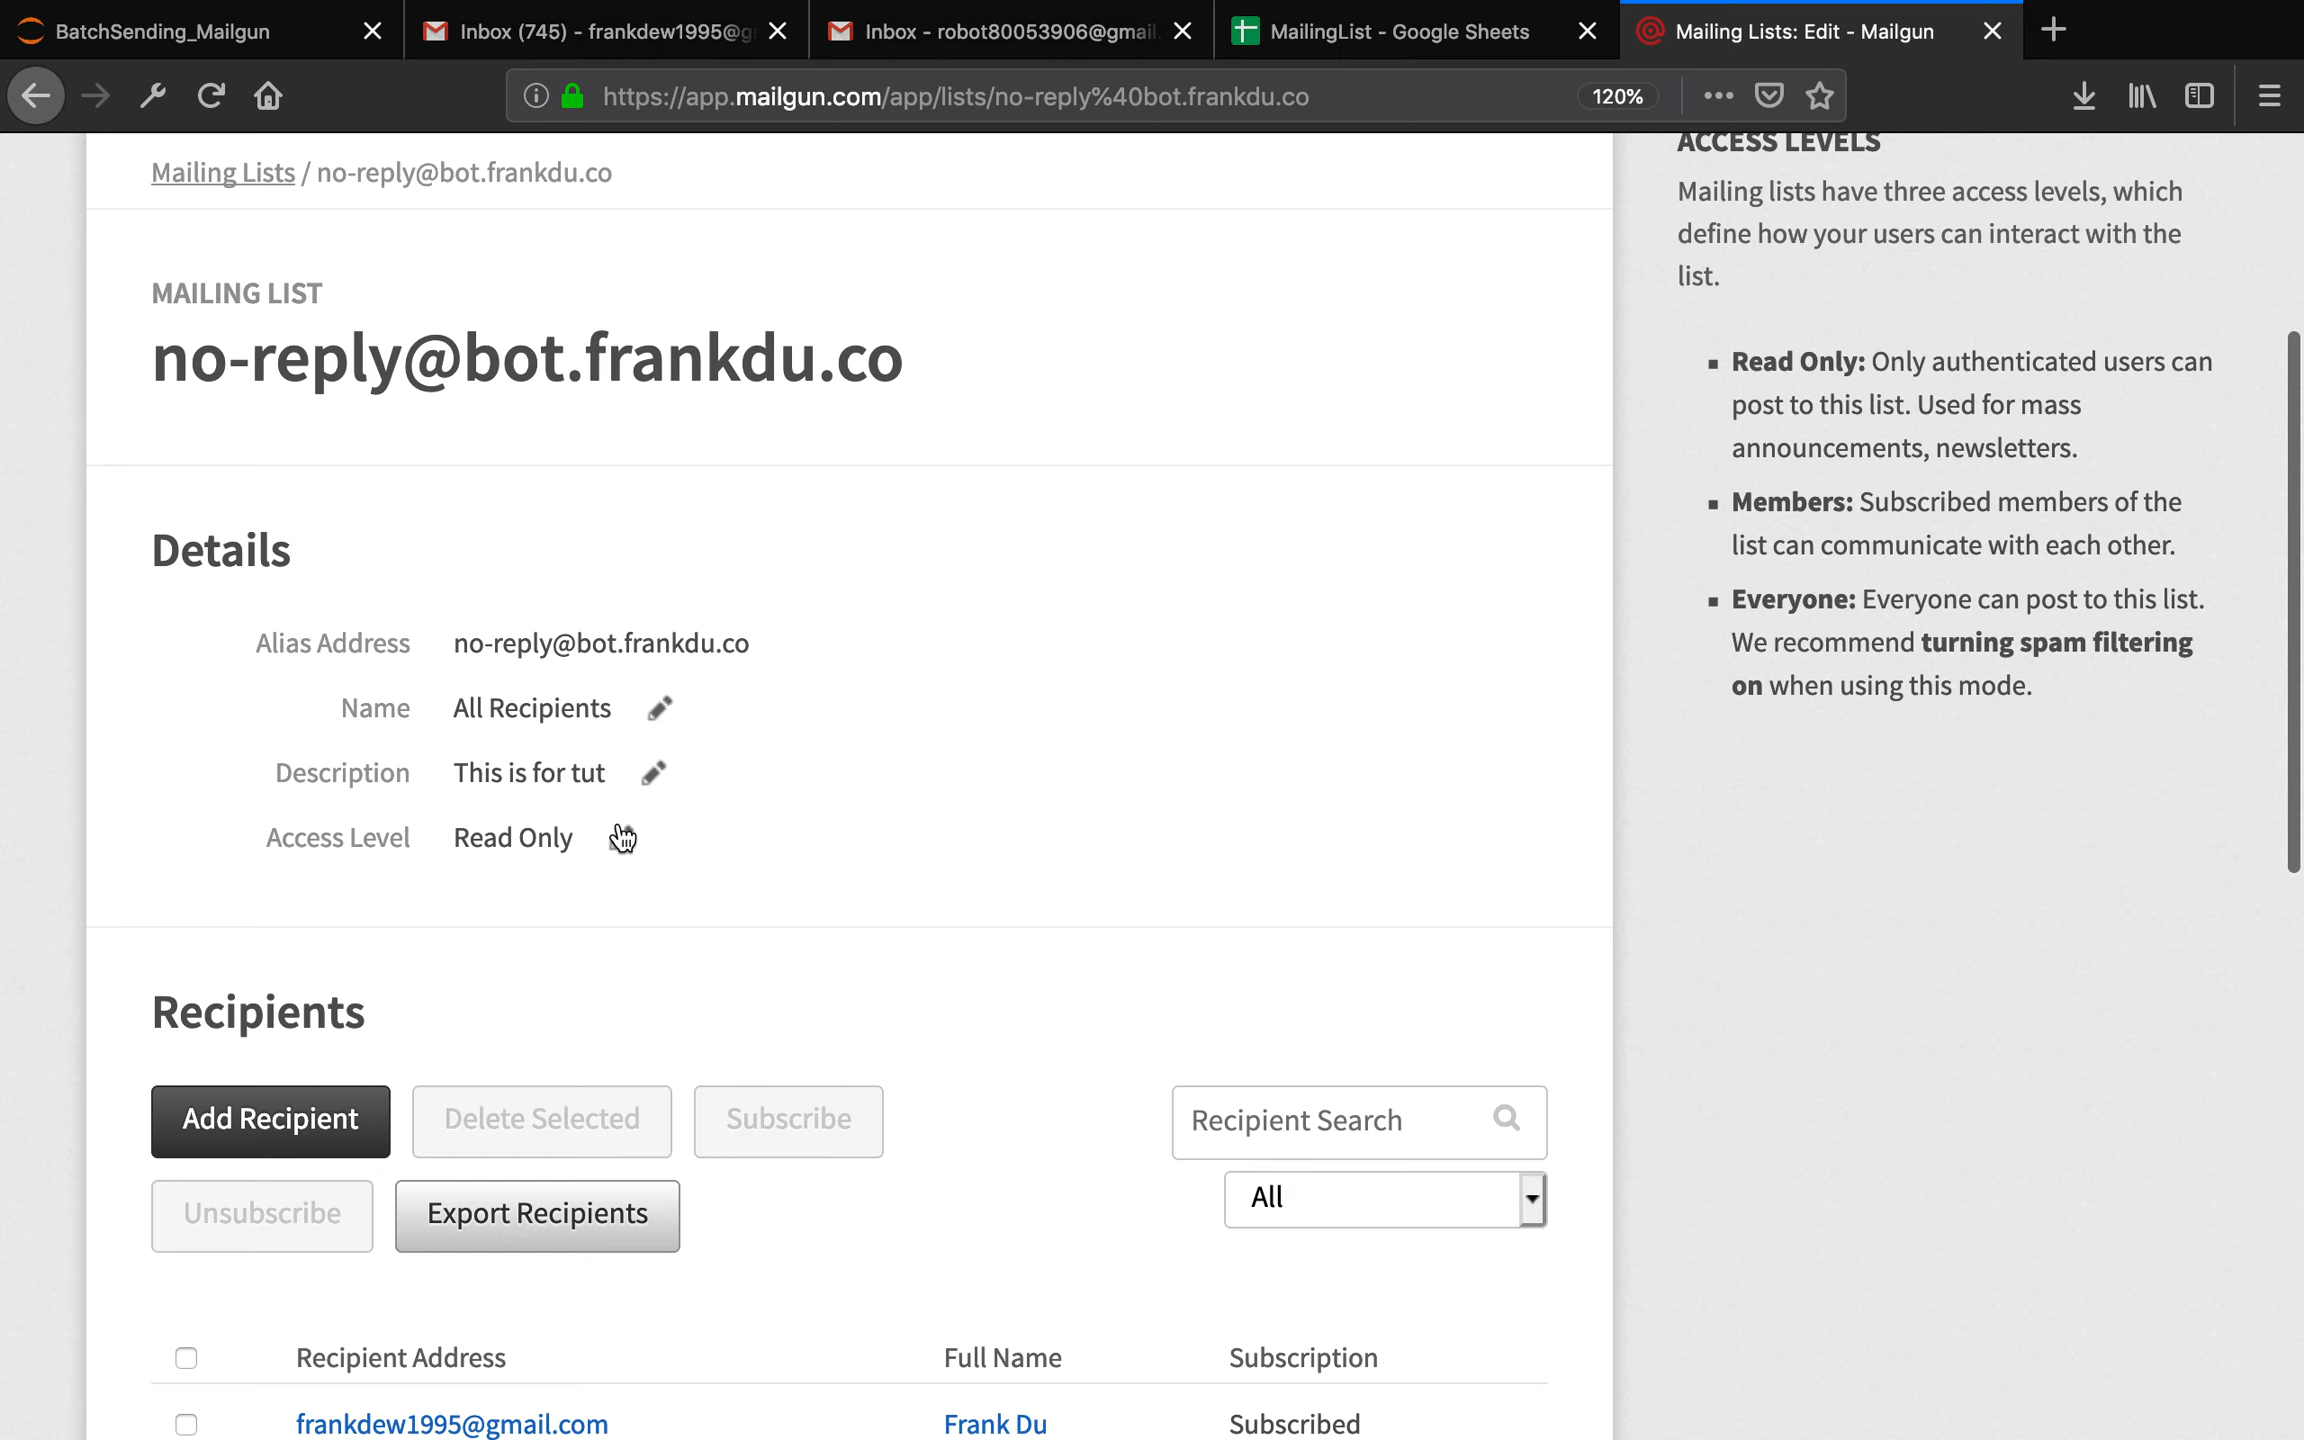 BatchSending_Mailgun
Inbox (745) - frankdew1995@g
Inbox - robot80053906@gmail.
MailingList - Google Sheets
Mailing Lists: Edit - Mailgun
https://app.mailgun.com/app/lists/no-reply%40bot.frankdu.co
120%
Mailing Lists / no-reply@bot.frankdu.co
MAILING LIST
no-reply@bot.frankdu.co
Details
Alias Address no-reply@bot.frankdu.co
Name All Recipients
Description This is for tut
Access Level Read Only
Recipients
Add Recipient Delete Selected Subscribe
Recipient Search
Unsubscribe Export Recipients
All
Recipient Address Full Name Subscription
frankdew1995@gmail.com Frank Du Subscribed
ACCESS LEVELS
Mailing lists have three access levels, which
define how your users can interact with the
list.
▪ Read Only: Only authenticated users can
post to this list. Used for mass
announcements, newsletters.
▪ Members: Subscribed members of the
list can communicate with each other.
▪ Everyone: Everyone can post to this list.
We recommend turning spam filtering
on when using this mode.